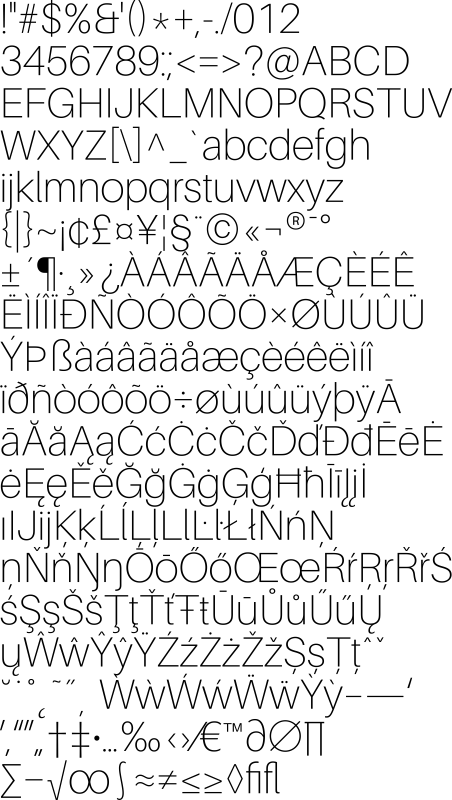 !"#$%&'()*+,-./012
3456789:;<=>?@ABCD
EFGHIJKLMNOPQRSTUV
WXYZ[\]^_`abcdefgh
ijklmnopqrstuvwxyz
{|}~¡¢£¤¥¦§¨©«¬®¯°
±´¶·¸»¿ÀÁÂÃÄÅÆÇÈÉÊ
ËÌÍÎÏÐÑÒÓÔÕÖ×ØÙÚÛÜ
ÝÞßàáâãäåæçèéêëìíî
ïðñòóôõö÷øùúûüýþÿĀ
āĂăĄąĆćĊċČčĎďĐđĒēĖ
ėĘęĚěĞğĠġĢģĦħĪīĮįİ
ıĲĳĶķĹĺĻļĽľĿŀŁłŃńŅ
ņŇňŊŋŌōŐőŒœŔŕŖŗŘřŚ
śŞşŠšŢţŤťŦŧŪūŮůŰűŲ
ųŴŵŶŷŸŹźŻżŽžȘșȚțˆˇ
˘˙˚˛˜˝̦ẀẁẂẃẄẅỲỳ–—‘
’‚“”„†‡•…‰‹›⁄€™∂∅∏
∑−√∞∫≈≠≤≥◊ﬁﬂ